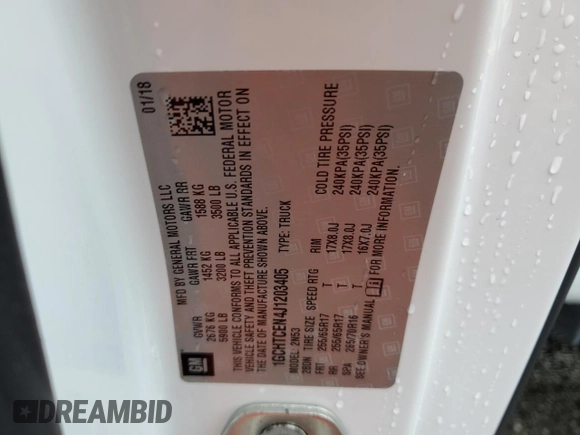 01/18
MFD BY GENERAL MOTORS LLC
GVWR GAWR FRT GAWR RR
2676 KG 1452 KG 1588 KG
5900 LB 3200 LB 3500 LB
THIS VEHICLE CONFORMS TO ALL APPLICABLE U.S. FEDERAL MOTOR
VEHICLE SAFETY AND THEFT PREVENTION STANDARDS IN EFFECT ON
THE DATE OF MANUFACTURE SHOWN ABOVE.
1GCHTCEN4J1203405 TYPE: TRUCK
MODEL: 2N53
TIRE SIZE SPEED RTG RIM COLD TIRE PRESSURE
FRT 255/65R17 T 17X8.0J 240KPA(35PSI)
RR 255/65R17 T 17X8.0J 240KPA(35PSI)
SPA 265/70R16 T 16X7.0J 240KPA(35PSI)
SEE OWNER'S MANUAL FOR MORE INFORMATION.
GM
DREAMBID